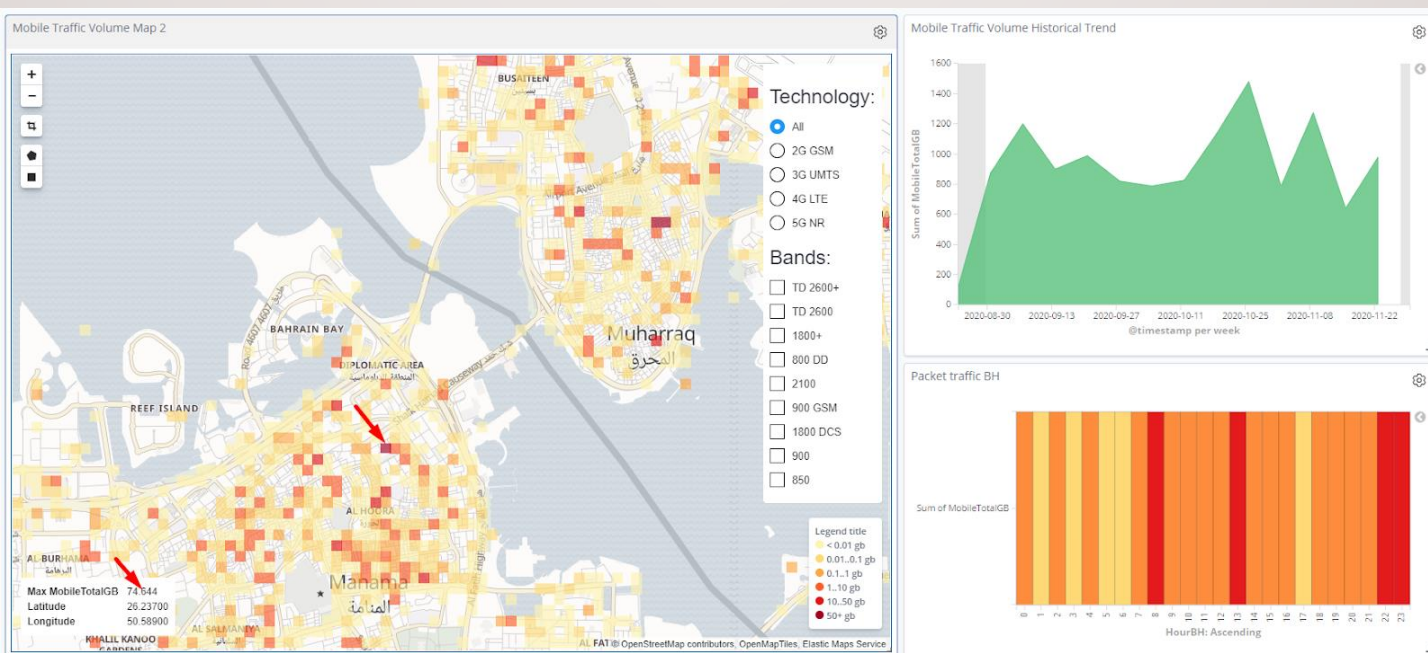 Mobile Traffic Volume Map 2
+
−
BUSAITEEN
بسيتين
Technology:
All
2G GSM
3G UMTS
4G LTE
5G NR
Bands:
TD 2600+
TD 2600
1800+
800 DD
2100
900 GSM
1800 DCS
900
850
Muharraq
المحرق
BAHRAIN BAY
DIPLOMATIC AREA
المنطقة الدبلوماسية
REEF ISLAND
AL HOORA
الحورة
Manama
المنامة
AL-BURHAMA
البرهامة
Max MobileTotalGB 74.644
Latitude 26.23700
Longitude 50.58900
AL SALMANIYA
KHALIL KANOO
GARDENS
Legend title
< 0.01 gb
0.01..0.1 gb
0.1..1 gb
1..10 gb
10..50 gb
50+ gb
AL FAT
© OpenStreetMap contributors, OpenMapTiles, Elastic Maps Service
Mobile Traffic Volume Historical Trend
Sum of MobileTotalGB
1600
1400
1200
1000
800
600
400
200
0
2020-08-30 2020-09-13 2020-09-27 2020-10-11 2020-10-25 2020-11-08 2020-11-22
@timestamp per week
Packet traffic BH
Sum of MobileTotalGB
0 1 2 3 4 5 6 7 8 9 10 11 12 13 14 15 16 17 18 19 20 21 22 23
HourBH: Ascending